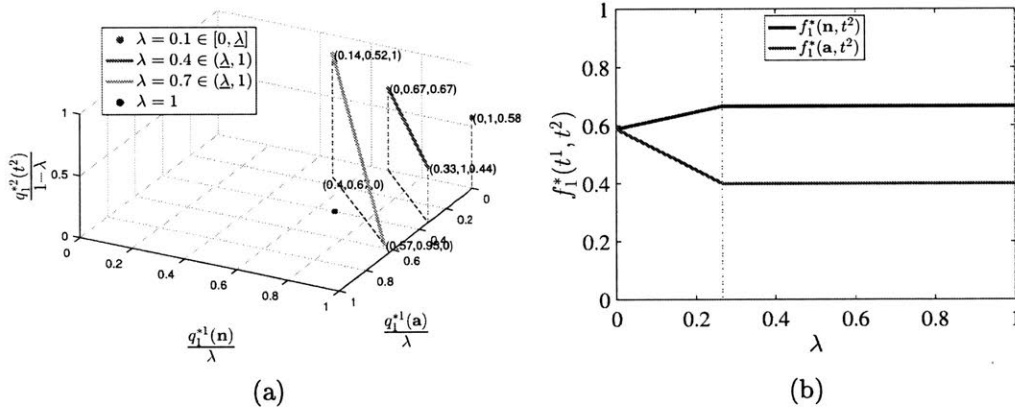 λ = 0.1 ∈ [0, λ]
λ = 0.4 ∈ (λ, 1)
λ = 0.7 ∈ (λ, 1)
λ = 1
(0.14,0.52,1)
(0,0.67,0.67)
(0,1,0.58
(0.33,1,0.44)
(0.4,0.67,0)
(0.57,0.95,0)
q₁*²(t²)
1−λ
1
0.5
0
0
0.2
0.4
0.6
0.8
1
1
0.8
0.6
0.4
0.2
0
q₁*¹(n)
λ
q₁*¹(a)
λ
(a)
f₁*(n, t²)
f₁*(a, t²)
f₁*(t¹, t²)
1
0.8
0.6
0.4
0.2
0
0
0.2
0.4
0.6
0.8
1
λ
(b)